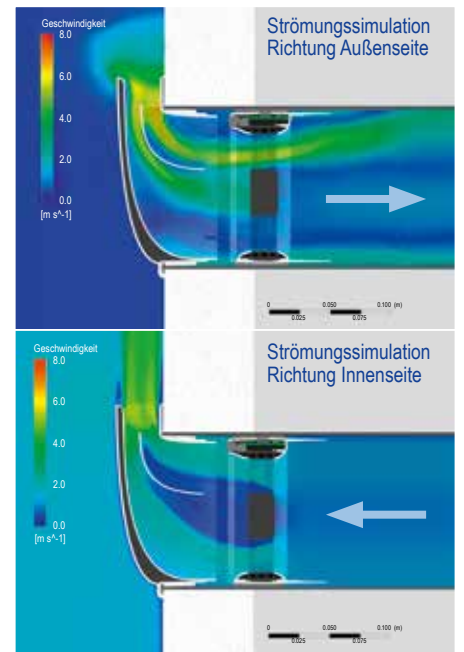 Geschwindigkeit
8.0
6.0
4.0
2.0
0.0
[m s^-1]
Strömungssimulation
Richtung Außenseite
0 0.050 0.100 (m)
0.025 0.075
Geschwindigkeit
8.0
6.0
4.0
2.0
0.0
[m s^-1]
Strömungssimulation
Richtung Innenseite
0 0.050 0.100 (m)
0.025 0.075